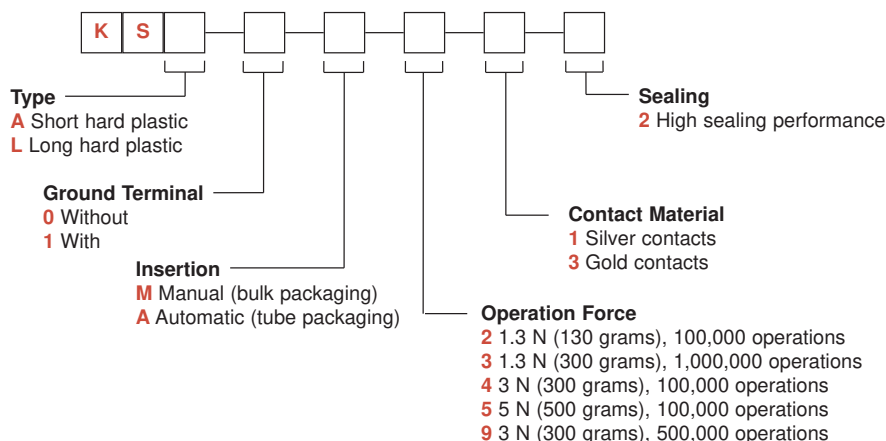 K S
Type
A Short hard plastic
L Long hard plastic
Sealing
2 High sealing performance
Ground Terminal
0 Without
1 With
Contact Material
1 Silver contacts
3 Gold contacts
Insertion
M Manual (bulk packaging)
A Automatic (tube packaging)
Operation Force
2 1.3 N (130 grams), 100,000 operations
3 1.3 N (300 grams), 1,000,000 operations
4 3 N (300 grams), 100,000 operations
5 5 N (500 grams), 100,000 operations
9 3 N (300 grams), 500,000 operations